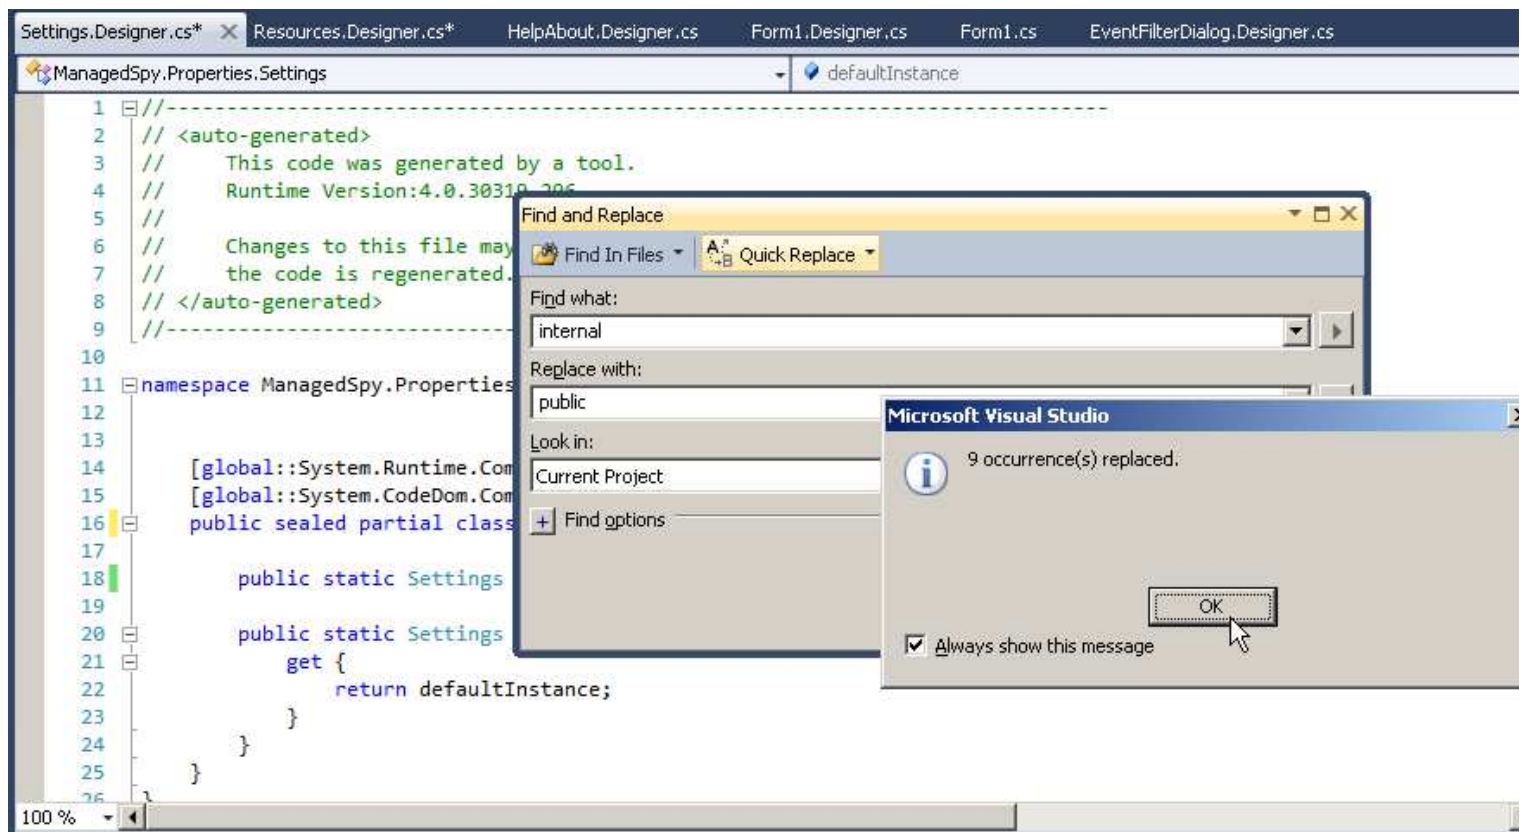 Settings.Designer.cs* Resources.Designer.cs* HelpAbout.Designer.cs Form1.Designer.cs Form1.cs EventFilterDialog.Designer.cs
ManagedSpy.Properties.Settings defaultInstance
1 //------------------------------------------------------------------------------
2 // <auto-generated>
3 // This code was generated by a tool.
4 // Runtime Version:4.0.30319.296
5 //
6 // Changes to this file may
7 // the code is regenerated.
8 // </auto-generated>
9 //------------------------------
10
11 namespace ManagedSpy.Properties
12
13
14 [global::System.Runtime.Com
15 [global::System.CodeDom.Com
16 public sealed partial class
17
18 public static Settings
19
20 public static Settings
21 get {
22 return defaultInstance;
23 }
24 }
25 }
26 }
100 %
Find and Replace
Find In Files Quick Replace
Find what:
internal
Replace with:
public
Look in:
Current Project
Find options
Microsoft Visual Studio
9 occurrence(s) replaced.
OK
Always show this message